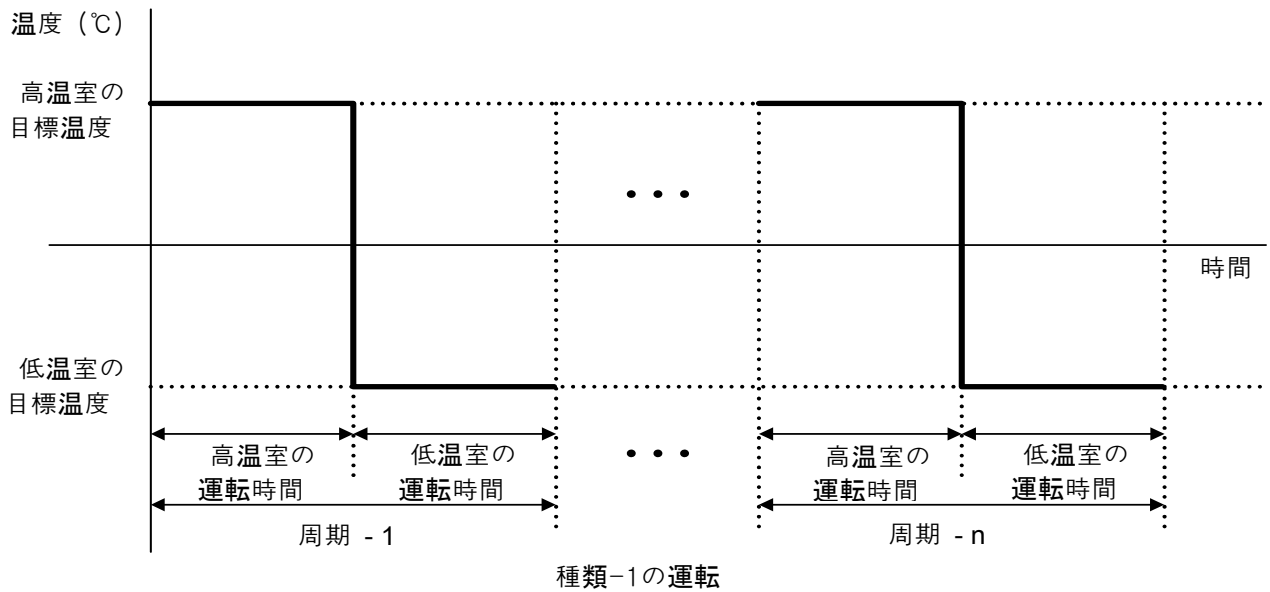 温度 (℃)
高温室の
目標温度
• • •
時間
低温室の
目標温度
高温室の
運転時間
低温室の
運転時間
• • •
高温室の
運転時間
低温室の
運転時間
周期 - 1
周期 - n
種類-1の運転